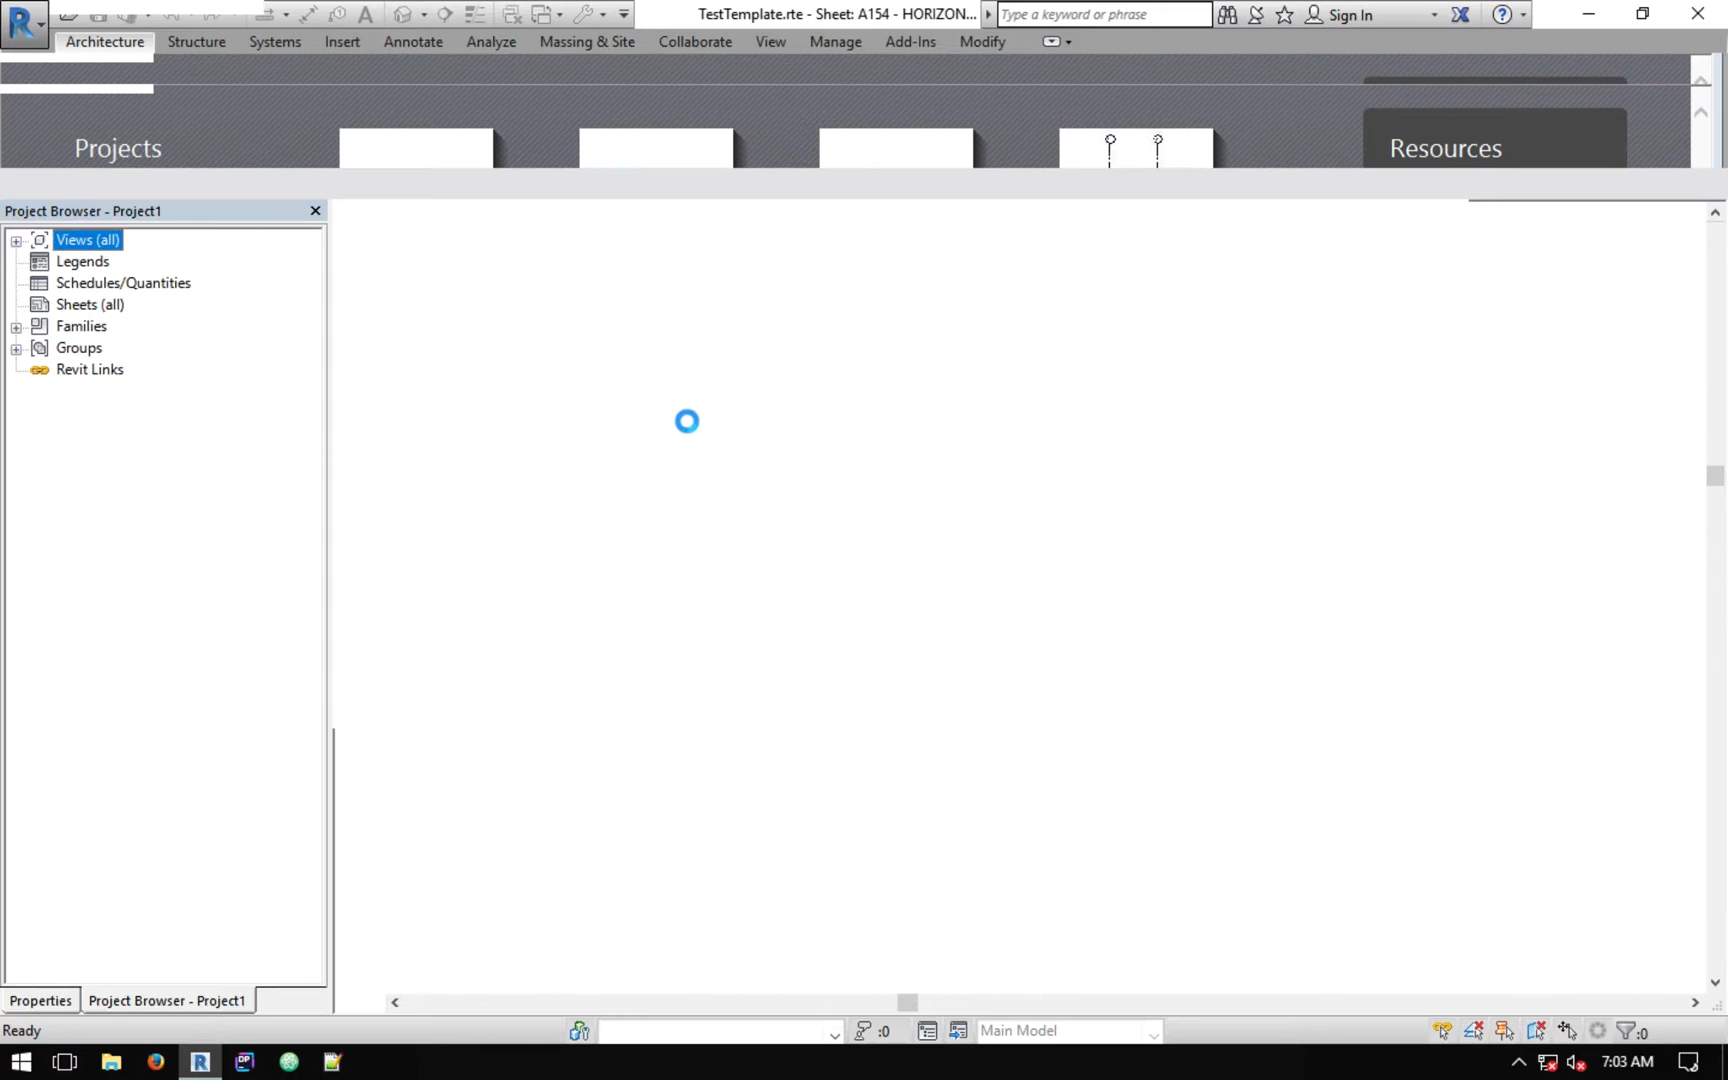 TestTemplate.rte - Sheet: A154 - HORIZON...
Type a keyword or phrase
Sign In
Architecture Structure Systems Insert Annotate Analyze Massing & Site Collaborate View Manage Add-Ins Modify
Projects
Resources
Project Browser - Project1
Views (all)
Legends
Schedules/Quantities
Sheets (all)
Families
Groups
Revit Links
Properties Project Browser - Project1
Ready
:0
Main Model
:0
7:03 AM